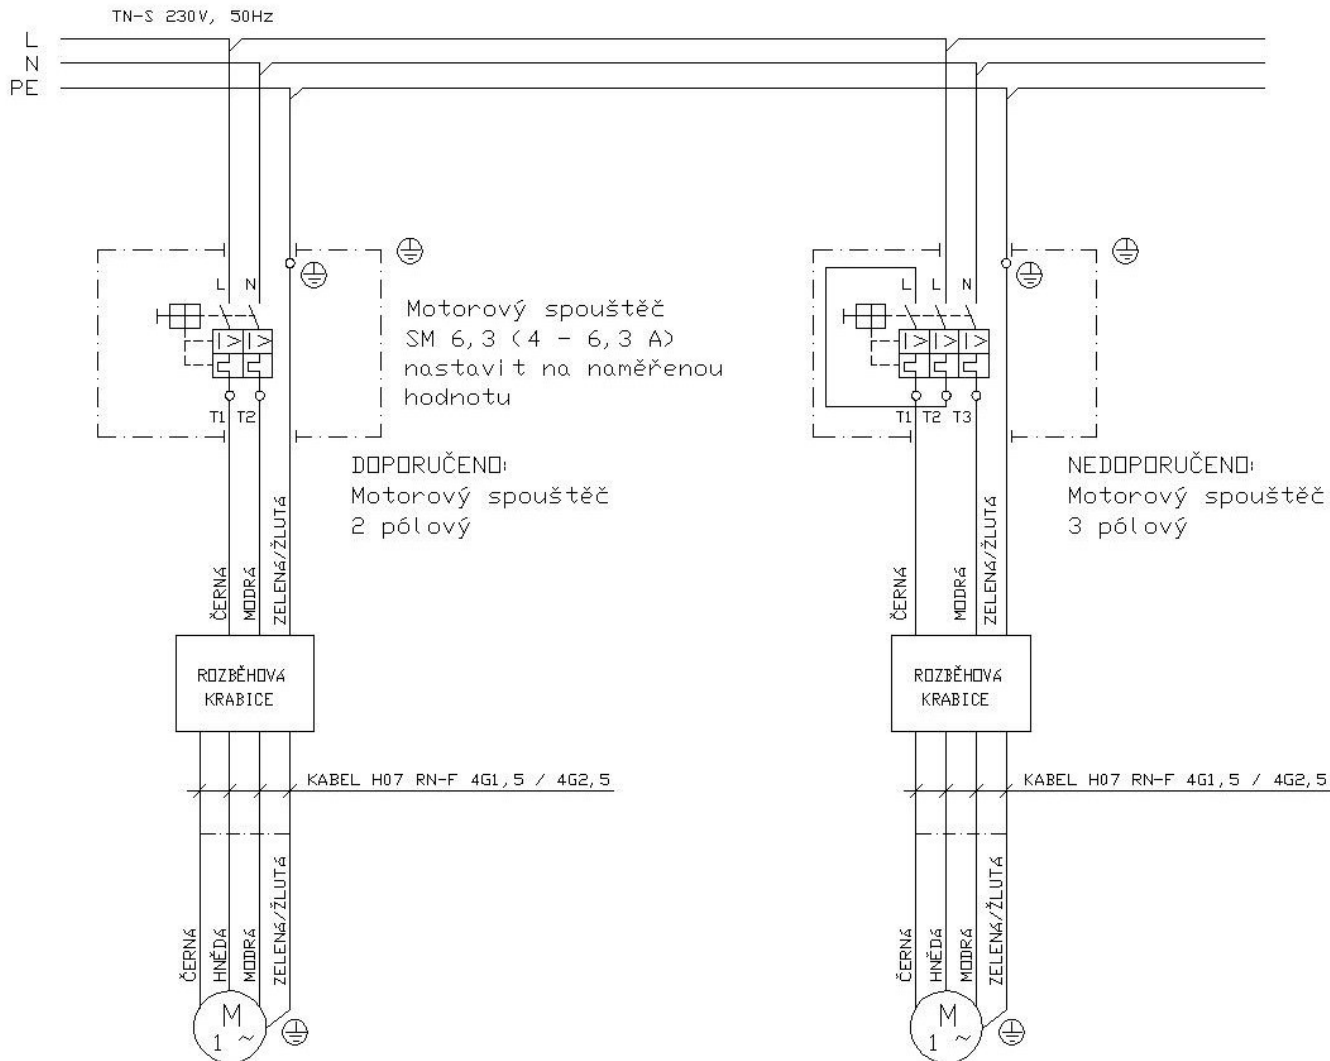 TN-S 230V, 50Hz
L
N
PE
L N
L L N
Motorový spouštěč
SM 6,3 (4 - 6,3 A)
nastavit na naměřenou
hodnotu
I> I>
I> I> I>
T1 T2
T1 T2 T3
DOPORUČENO:
Motorový spouštěč
2 pólový
NEDOPORUČENO:
Motorový spouštěč
3 pólový
ČERNÁ
MODRÁ
ZELENÁ/ŽLUTÁ
ČERNÁ
MODRÁ
ZELENÁ/ŽLUTÁ
ROZBĚHOVÁ
KRABICE
ROZBĚHOVÁ
KRABICE
KABEL H07 RN-F 4G1,5 / 4G2,5
KABEL H07 RN-F 4G1,5 / 4G2,5
ČERNÁ
HNĚDÁ
MODRÁ
ZELENÁ/ŽLUTÁ
ČERNÁ
HNĚDÁ
MODRÁ
ZELENÁ/ŽLUTÁ
M
1 ~
M
1 ~